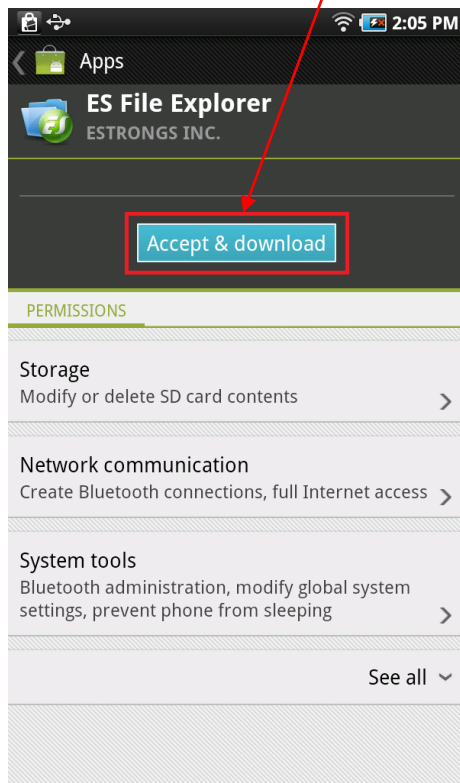 2:05 PM
Apps
ES File Explorer
ESTRONGS INC.
Accept & download
PERMISSIONS
Storage
Modify or delete SD card contents
Network communication
Create Bluetooth connections, full Internet access
System tools
Bluetooth administration, modify global system
settings, prevent phone from sleeping
See all